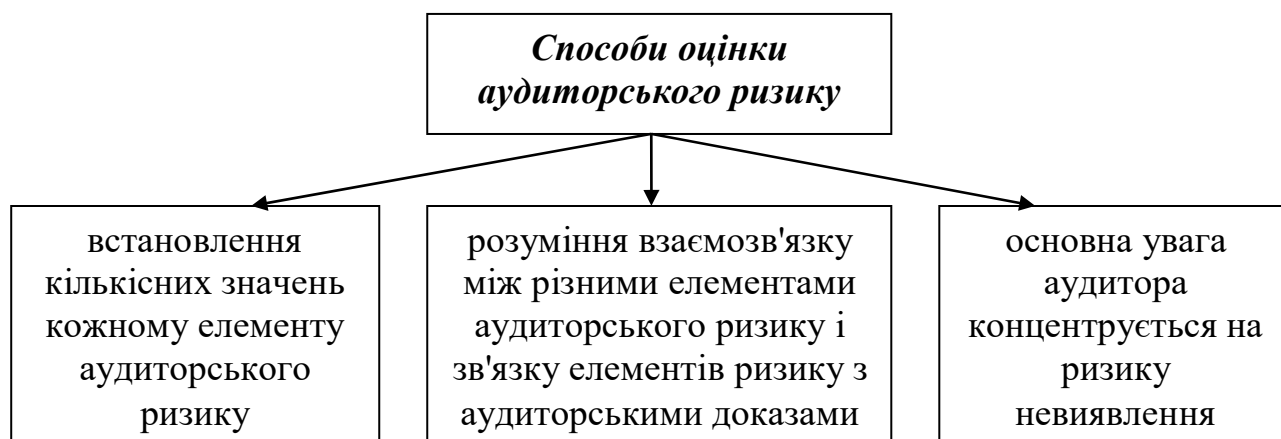 Способи оцінки
аудиторського ризику
встановлення
кількісних значень
кожному елементу
аудиторського
ризику
розуміння взаємозв'язку
між різними елементами
аудиторського ризику і
зв'язку елементів ризику з
аудиторськими доказами
основна увага
аудитора
концентрується на
ризику
невиявлення